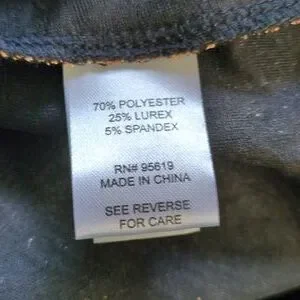 70% POLYESTER
25% LUREX
5% SPANDEX
RN# 95619
MADE IN CHINA
SEE REVERSE
FOR CARE